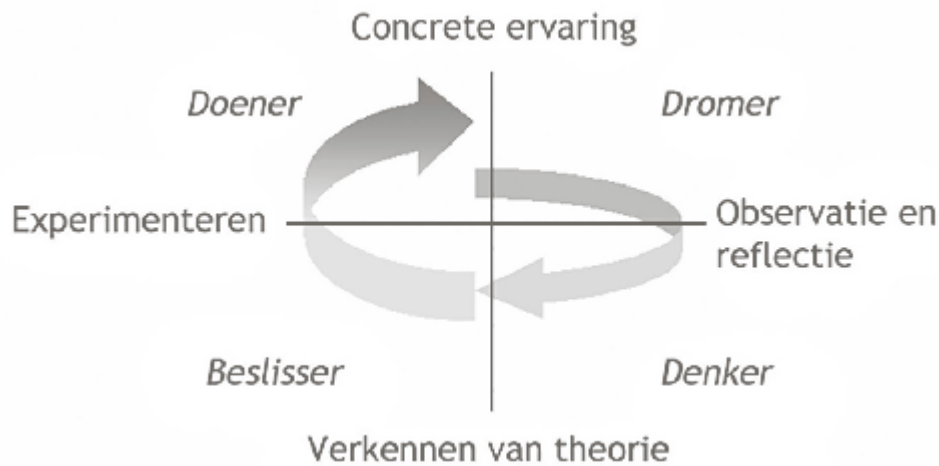 Concrete ervaring
Doener
Dromer
Experimenteren
Observatie en
reflectie
Beslisser
Denker
Verkennen van theorie